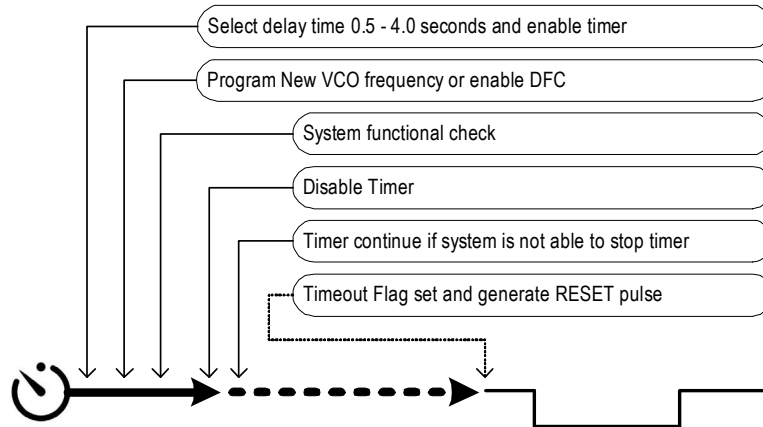 Select delay time 0.5 - 4.0 seconds and enable timer
Program New VCO frequency or enable DFC
System functional check
Disable Timer
Timer continue if system is not able to stop timer
Timeout Flag set and generate RESET pulse